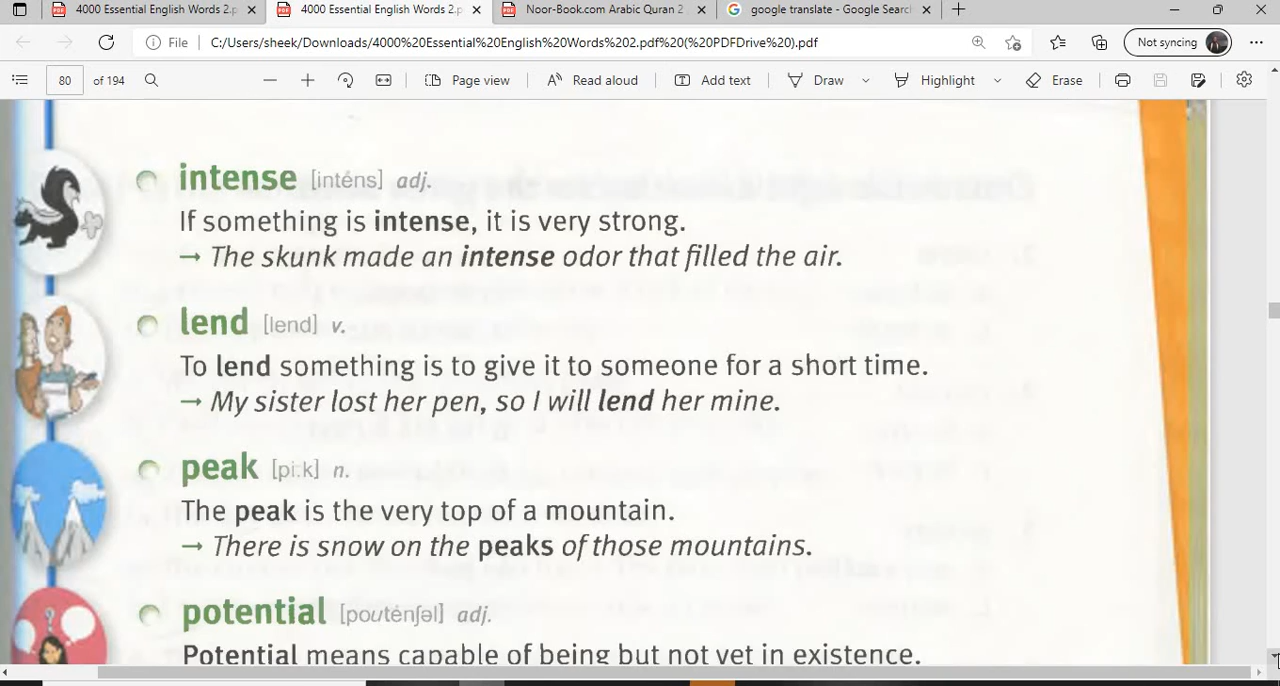 4000 Essential English Words 2.p
4000 Essential English Words 2.p
Noor-Book.com Arabic Quran 2
google translate - Google Searc
Not syncing
File
C:/Users/sheek/Downloads/4000%20Essential%20English%20Words%202.pdf%20(%20PDFDrive%20).pdf
80 of 194
Page view
Read aloud
Add text
Draw
Highlight
Erase
intense [inténs] adj.
If something is intense, it is very strong.
→ The skunk made an intense odor that filled the air.
lend [lend] v.
To lend something is to give it to someone for a short time.
→ My sister lost her pen, so I will lend her mine.
peak [pi:k] n.
The peak is the very top of a mountain.
→ There is snow on the peaks of those mountains.
potential [pouténʃəl] adj.
Potential means capable of being but not yet in existence.